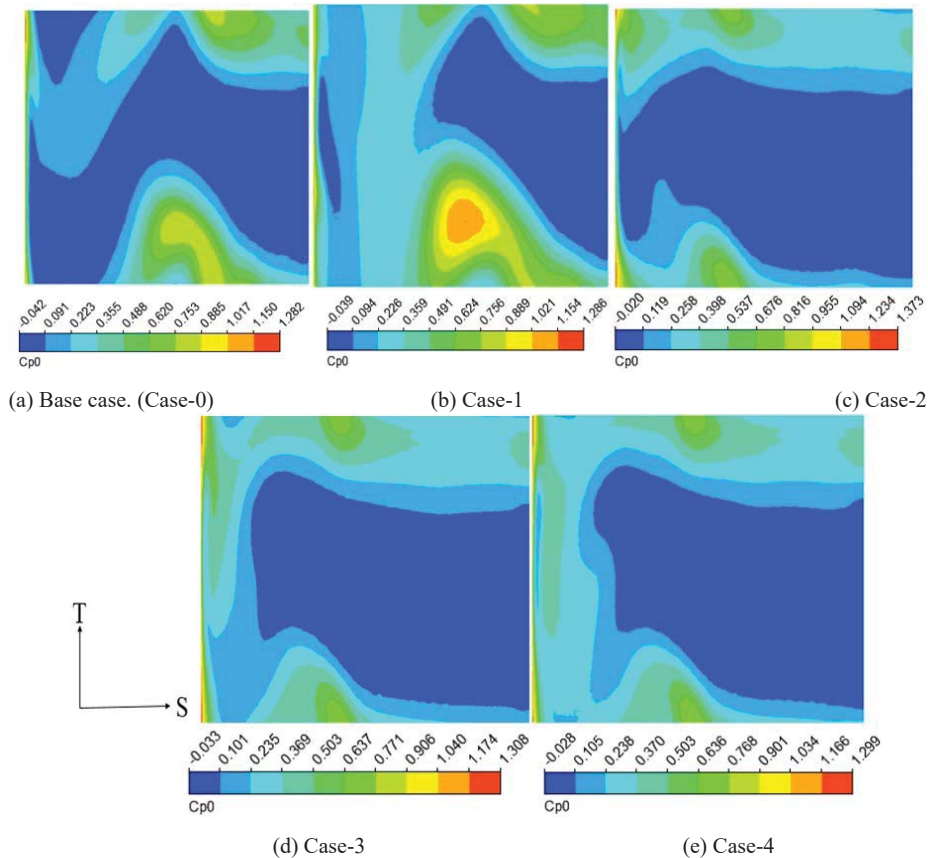 -0.042 0.091 0.223 0.355 0.488 0.620 0.753 0.885 1.017 1.150 1.282
Cp0
-0.039 0.094 0.226 0.359 0.491 0.624 0.756 0.889 1.021 1.154 1.286
Cp0
-0.020 0.119 0.258 0.398 0.537 0.676 0.816 0.955 1.094 1.234 1.373
Cp0
(a) Base case. (Case-0)
(b) Case-1
(c) Case-2
T
S
-0.033 0.101 0.235 0.369 0.503 0.637 0.771 0.906 1.040 1.174 1.308
Cp0
-0.028 0.105 0.238 0.370 0.503 0.636 0.768 0.901 1.034 1.166 1.299
Cp0
(d) Case-3
(e) Case-4